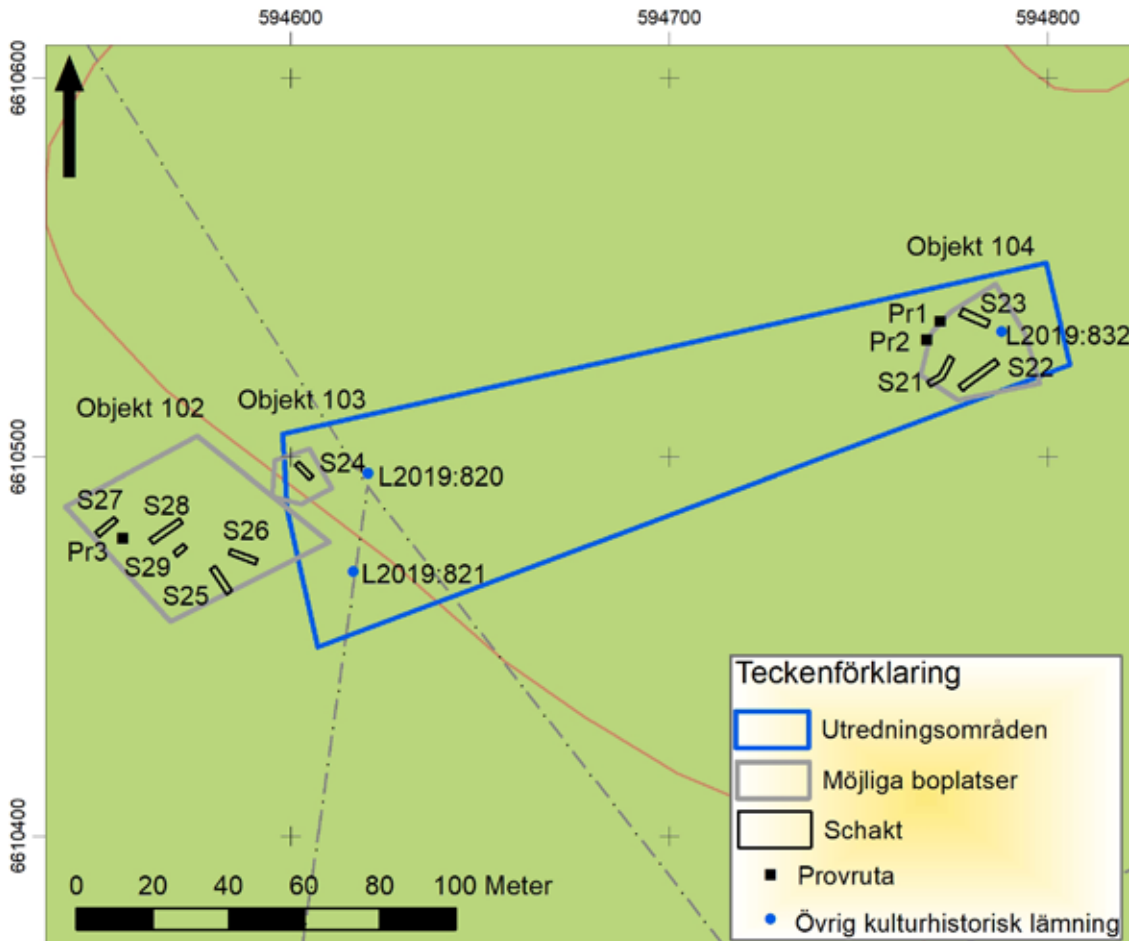 594600
594700
594800
6610600
6610500
6610400
Objekt 104
Pr1
S23
Pr2
L2019:832
S21
S22
Objekt 102
Objekt 103
S24
L2019:820
S27
S28
S26
Pr3
S29
S25
L2019:821
Teckenförklaring
Utredningsområden
Möjliga boplatser
Schakt
Provruta
Övrig kulturhistorisk lämning
0 20 40 60 80 100 Meter